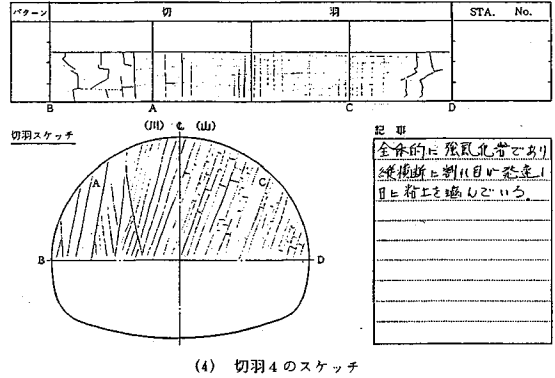 パターン 切 羽 STA. No.
B A C D
(川) ℄ (山)
切羽スケッチ
記 事
全体的に強風化帯であり
縦横断に割れ目が発達し
目に粘土を噛んでいる。
A C
B D
(4) 切羽4のスケッチ